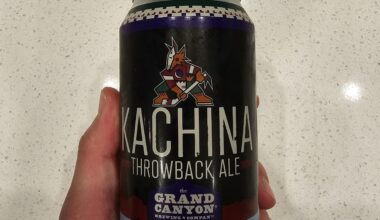 KACHINA
THROWBACK ALE
the
GRAND
CANYON
BREWING COMPANY